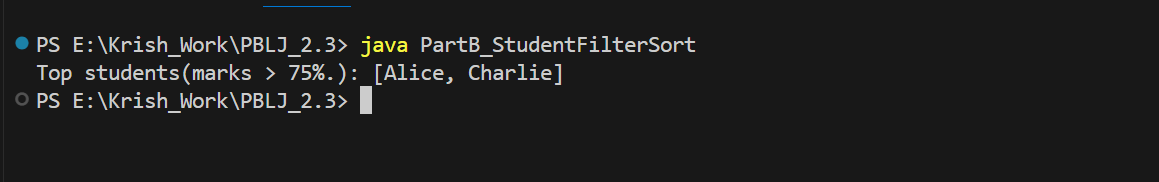 PS E:\Krish_Work\PBLJ_2.3> java PartB_StudentFilterSort
Top students(marks > 75%.): [Alice, Charlie]
PS E:\Krish_Work\PBLJ_2.3>